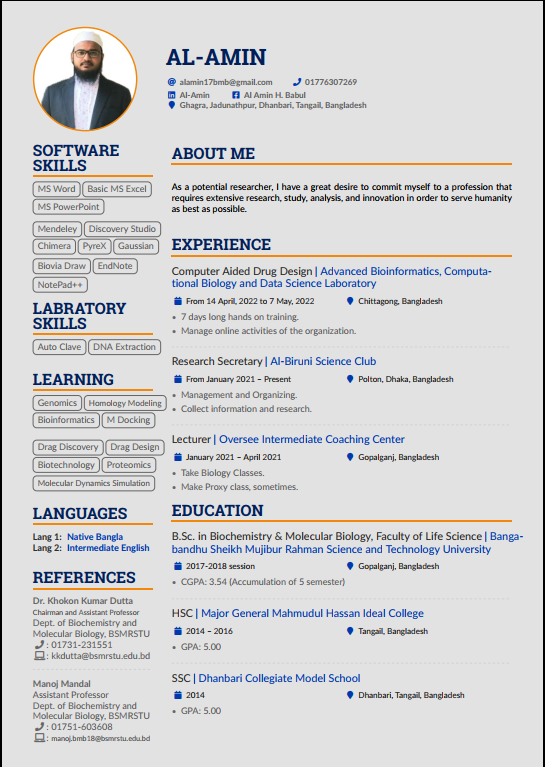 AL-AMIN
alamin17bmb@gmail.com 01776307269
Al-Amin Al Amin H. Babul
Ghagra, Jadunathpur, Dhanbari, Tangail, Bangladesh
SOFTWARE
SKILLS
MS Word Basic MS Excel
MS PowerPoint
Mendeley Discovery Studio
Chimera PyreX Gaussian
Biovia Draw EndNote
NotePad++
LABRATORY
SKILLS
Auto Clave DNA Extraction
LEARNING
Genomics Homology Modeling
Bioinformatics M Docking
Drag Discovery Drag Design
Biotechnology Proteomics
Molecular Dynamics Simulation
LANGUAGES
Lang 1: Native Bangla
Lang 2: Intermediate English
REFERENCES
Dr. Khokon Kumar Dutta
Chairman and Assistant Professor
Dept. of Biochemistry and
Molecular Biology, BSMRSTU
: 01731-231551
: kkdutta@bsmrstu.edu.bd
Manoj Mandal
Assistant Professor
Dept. of Biochemistry and
Molecular Biology, BSMRSTU
: 01751-603608
: manoj.bmb18@bsmrstu.edu.bd
ABOUT ME
As a potential researcher, I have a great desire to commit myself to a profession that
requires extensive research, study, analysis, and innovation in order to serve humanity
as best as possible.
EXPERIENCE
Computer Aided Drug Design | Advanced Bioinformatics, Computa-
tional Biology and Data Science Laboratory
From 14 April, 2022 to 7 May, 2022 Chittagong, Bangladesh
• 7 days long hands on training.
• Manage online activities of the organization.
Research Secretary | Al-Biruni Science Club
From January 2021 – Present Polton, Dhaka, Bangladesh
• Management and Organizing.
• Collect information and research.
Lecturer | Oversee Intermediate Coaching Center
January 2021 – April 2021 Gopalganj, Bangladesh
• Take Biology Classes.
• Make Proxy class, sometimes.
EDUCATION
B.Sc. in Biochemistry & Molecular Biology, Faculty of Life Science | Banga-
bandhu Sheikh Mujibur Rahman Science and Technology University
2017-2018 session Gopalganj, Bangladesh
• CGPA: 3.54 (Accumulation of 5 semester)
HSC | Major General Mahmudul Hassan Ideal College
2014 – 2016 Tangail, Bangladesh
• GPA: 5.00
SSC | Dhanbari Collegiate Model School
2014 Dhanbari, Tangail, Bangladesh
• GPA: 5.00